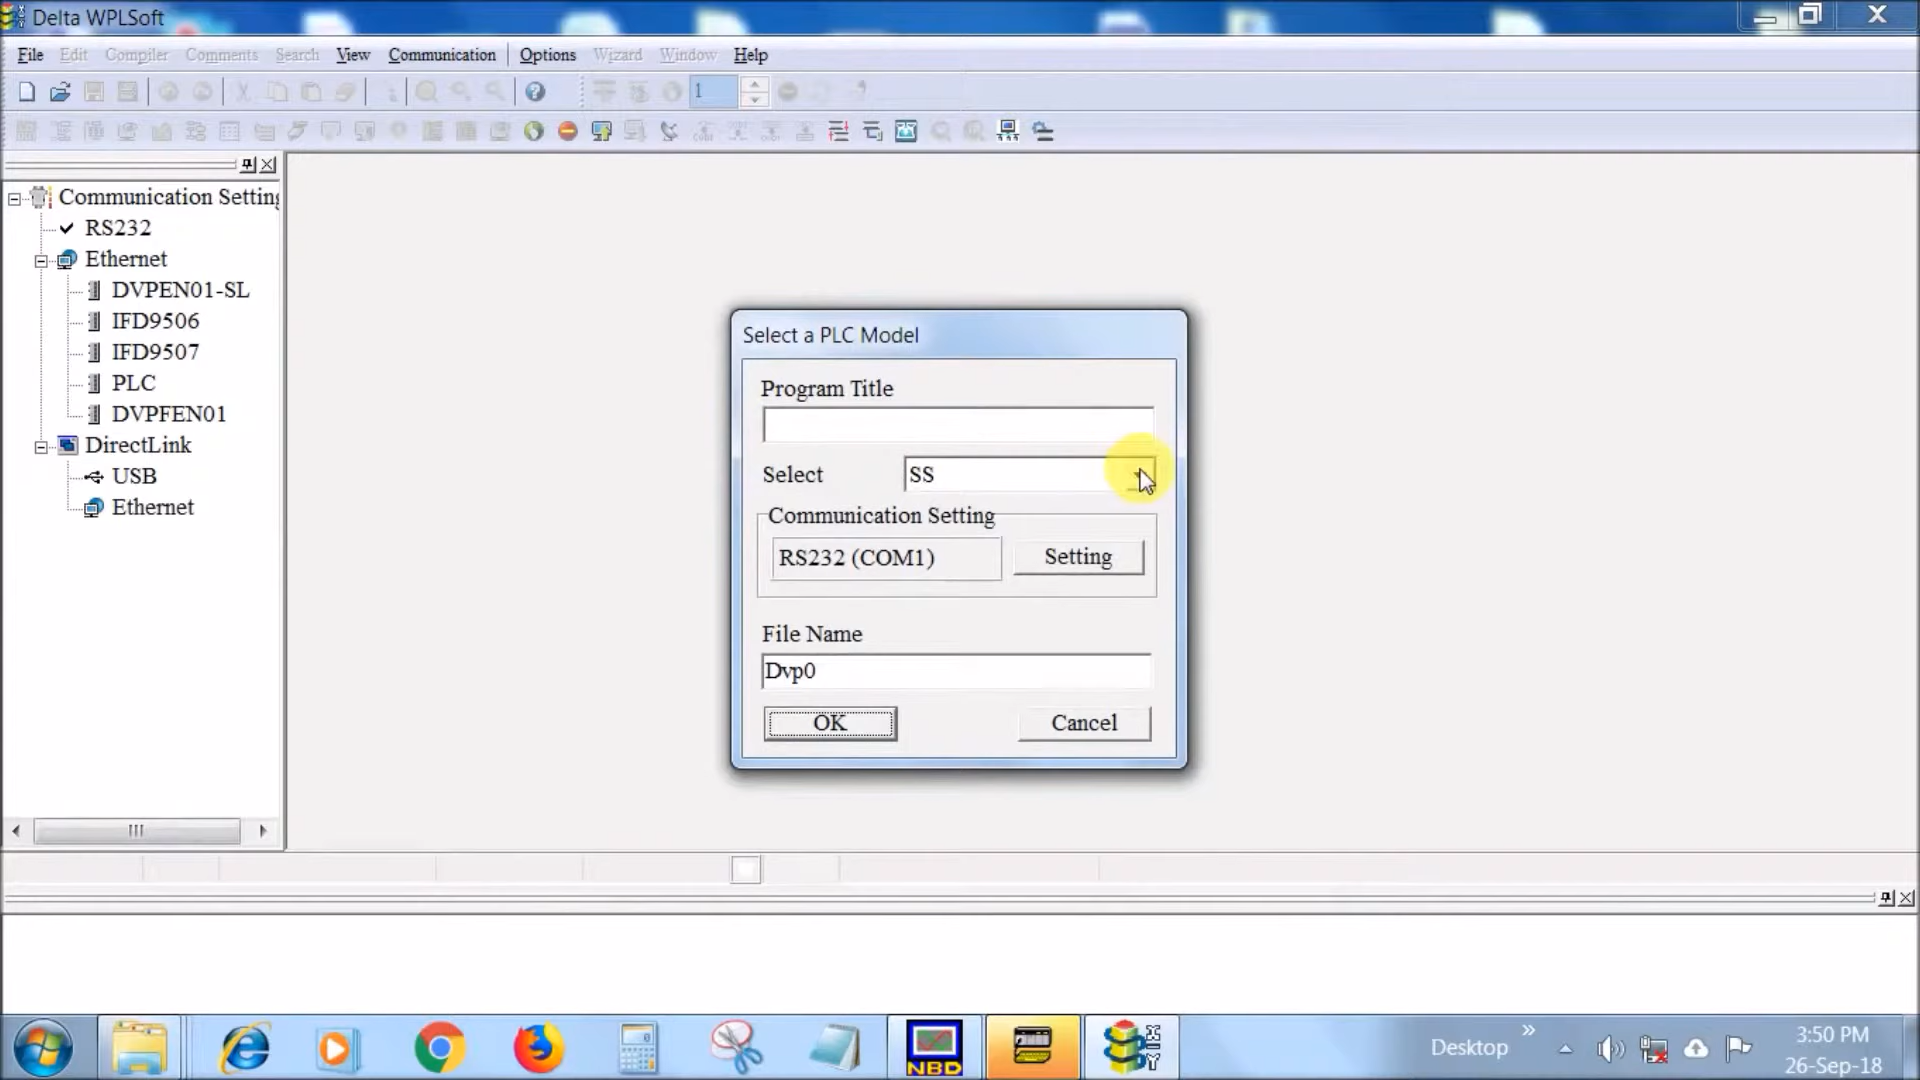 Delta WPLSoft
File Edit Compiler Comments Search View Communication Options Wizard Window Help
1
Communication Setting
RS232
Ethernet
DVPEN01-SL
IFD9506
IFD9507
PLC
DVPFEN01
DirectLink
USB
Ethernet
Select a PLC Model
Program Title
Select SS
Communication Setting
RS232 (COM1) Setting
File Name
Dvp0
OK Cancel
NBD
Desktop
3:50 PM
26-Sep-18